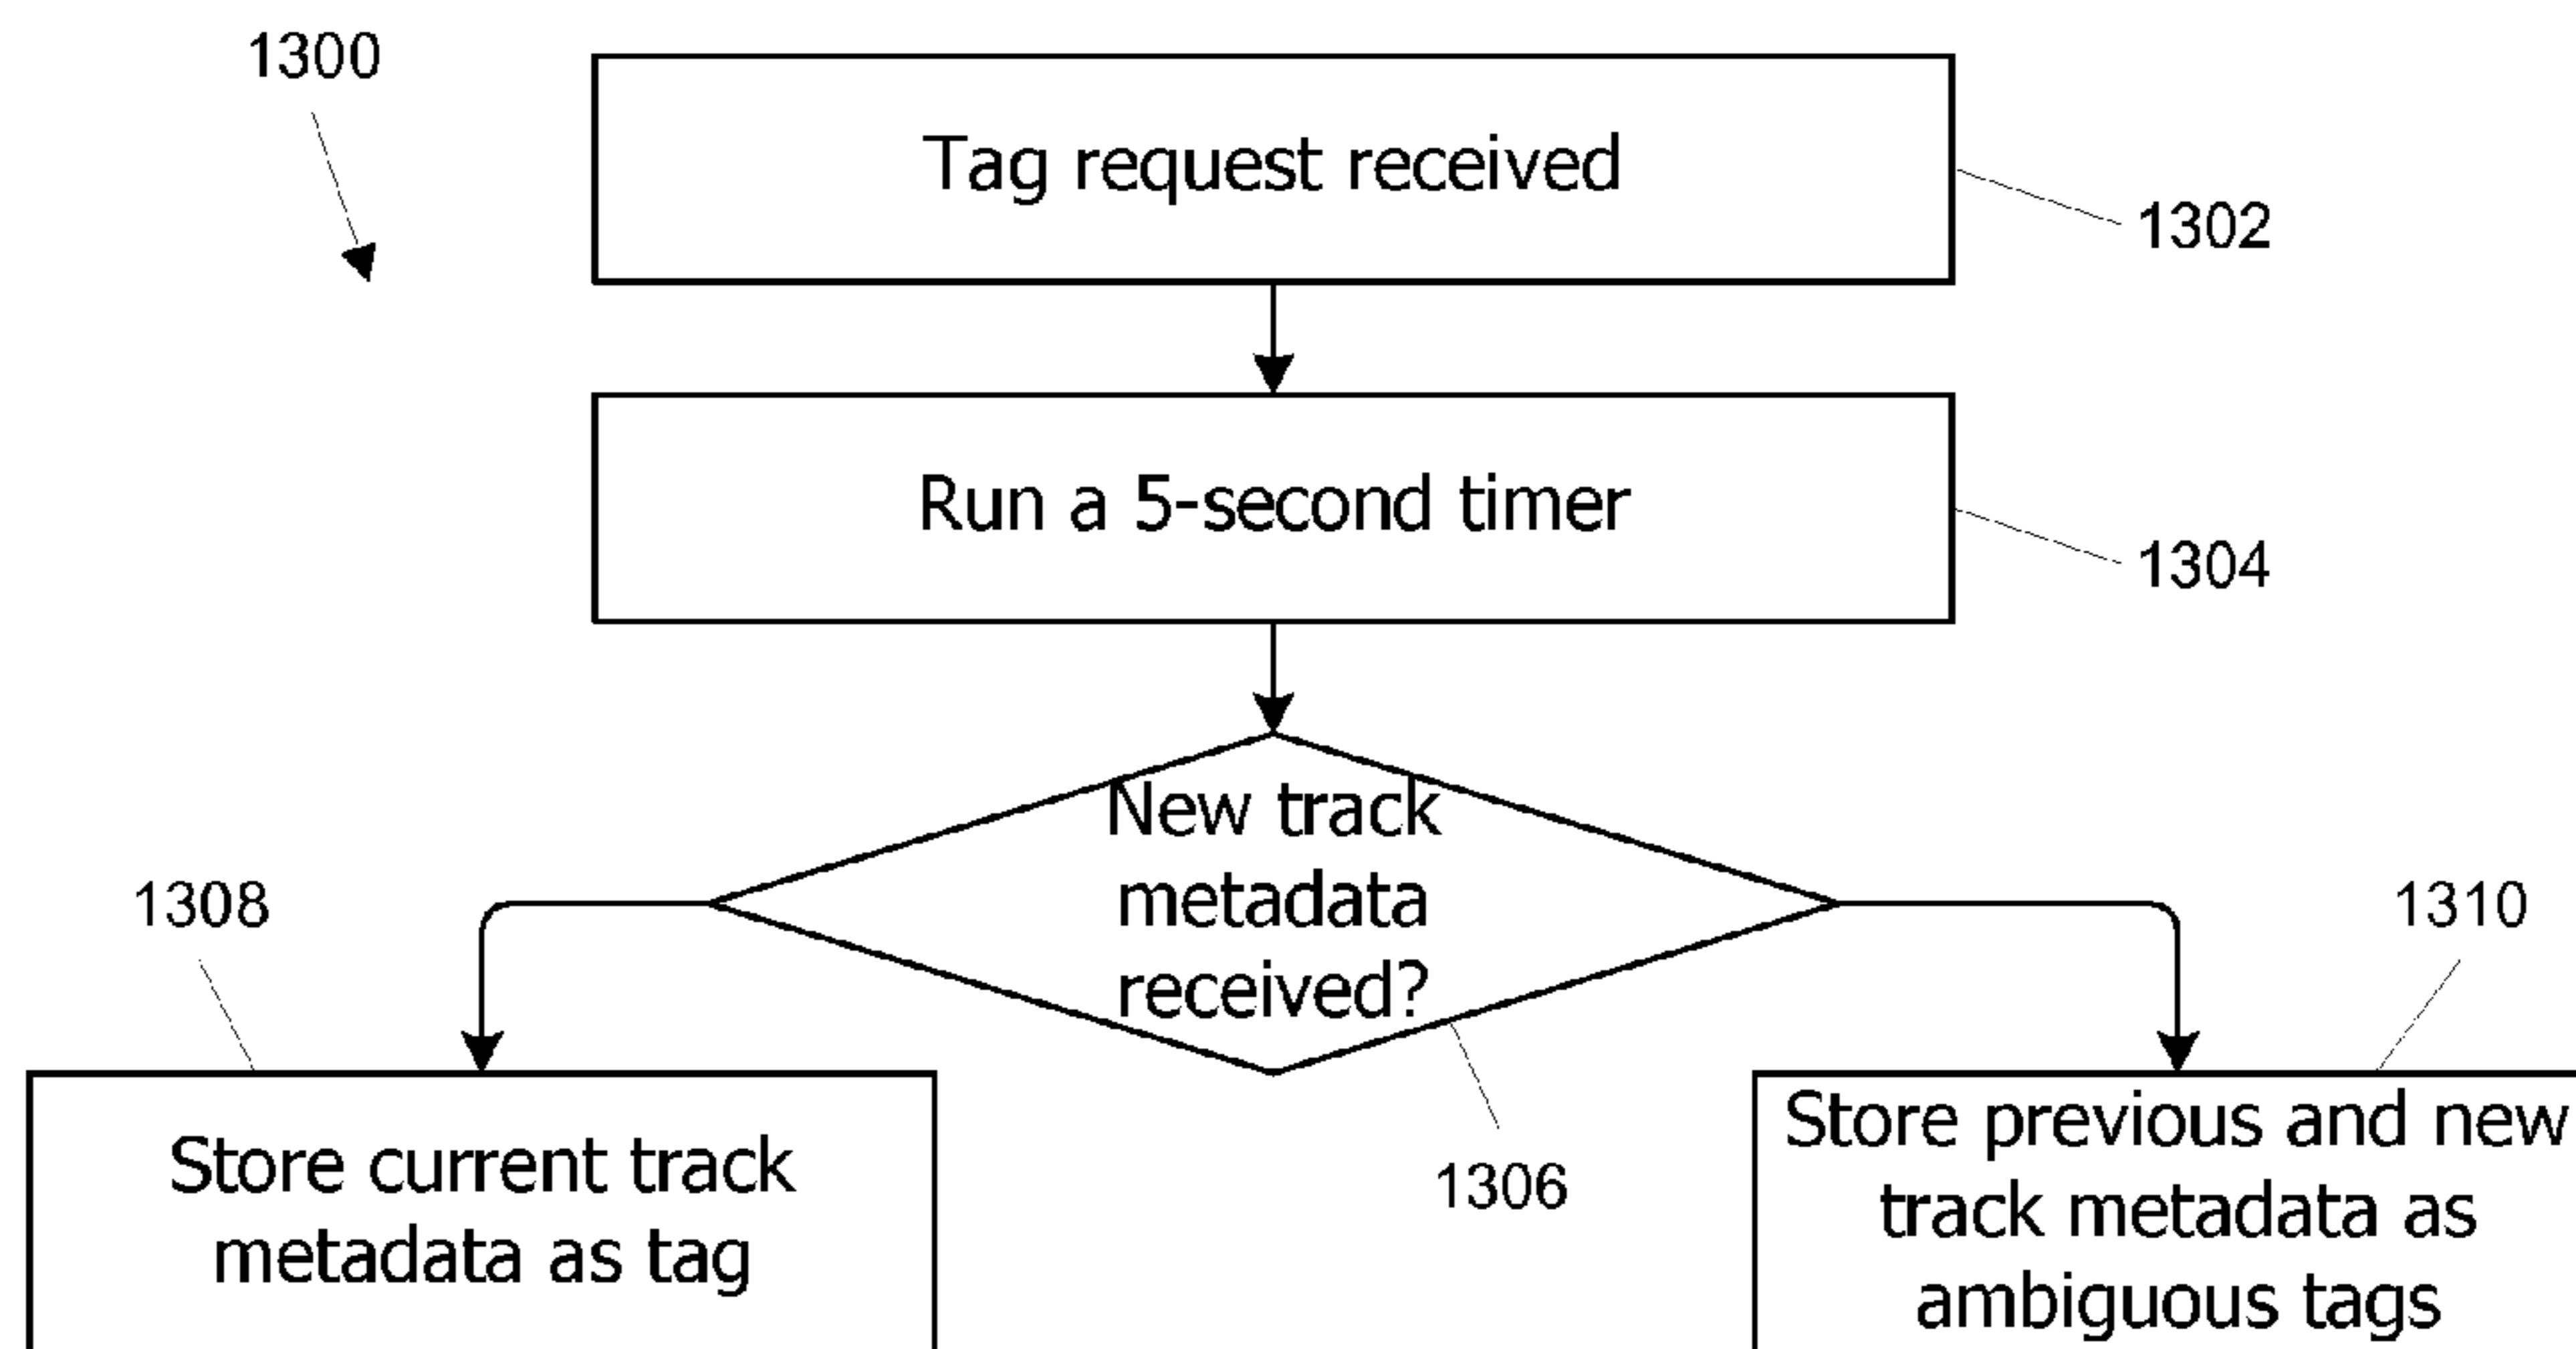 1300
Tag request received
1302
Run a 5-second timer
1304
New track
metadata
received?
1308
1310
1306
Store current track
metadata as tag
Store previous and new
track metadata as
ambiguous tags